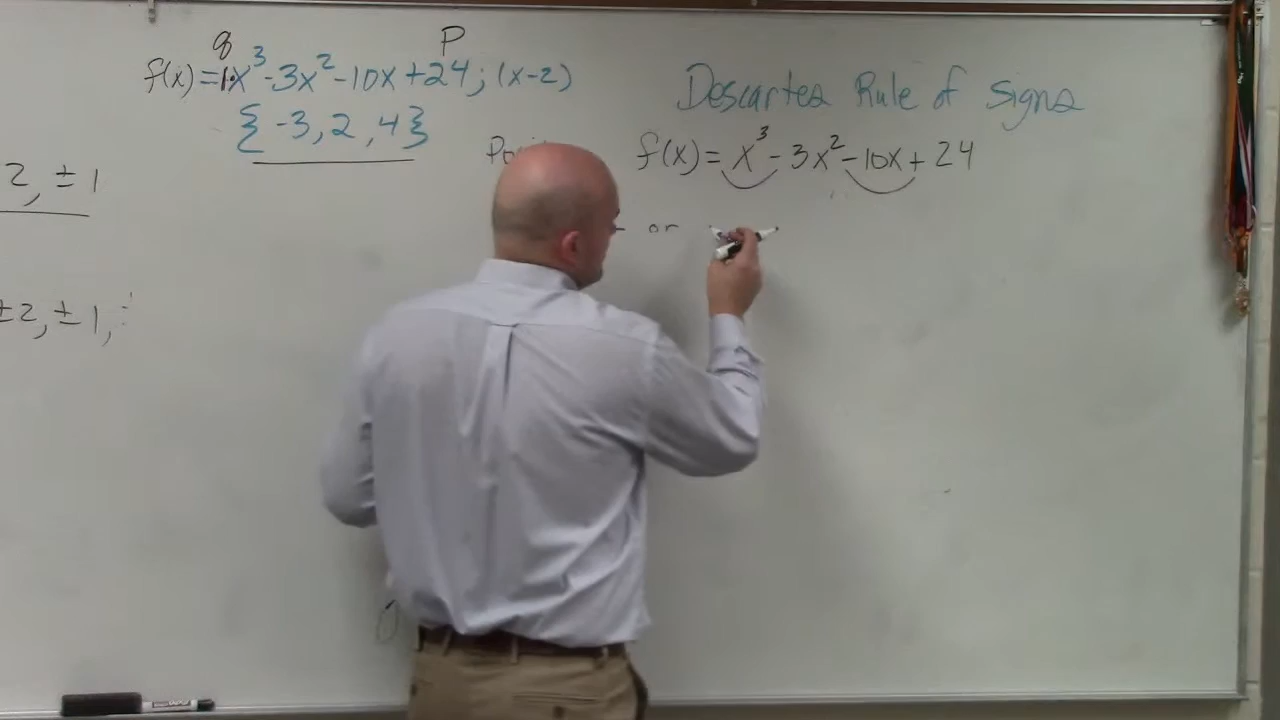 q P
f(x) = 1x³ - 3x² - 10x + 24; (x-2)
{ -3, 2, 4 }
2, ± 1
±2, ± 1,
Descartes Rule of Signs
f(x) = x³ - 3x² - 10x + 24
or